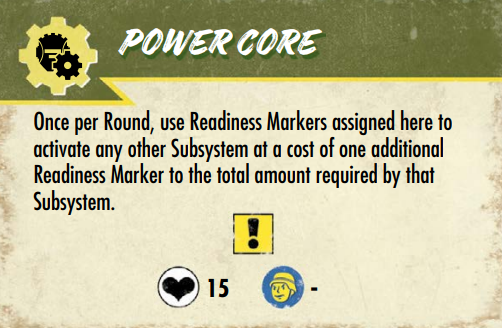 POWER CORE
Once per Round, use Readiness Markers assigned here to
activate any other Subsystem at a cost of one additional
Readiness Marker to the total amount required by that
Subsystem.
!
15 -